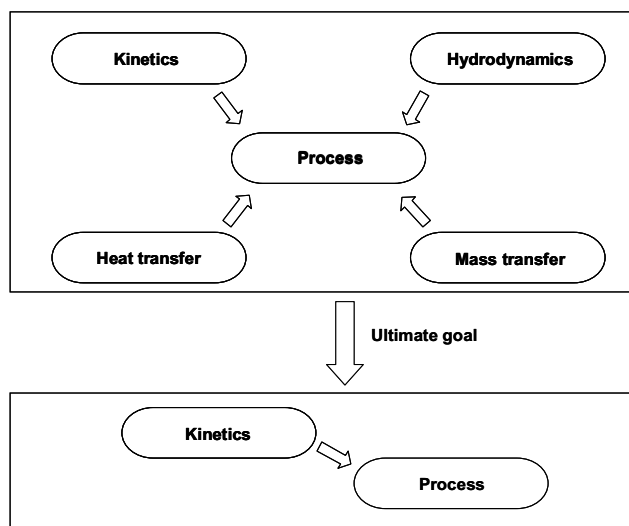 Kinetics
Hydrodynamics
Process
Heat transfer
Mass transfer
Ultimate goal
Kinetics
Process